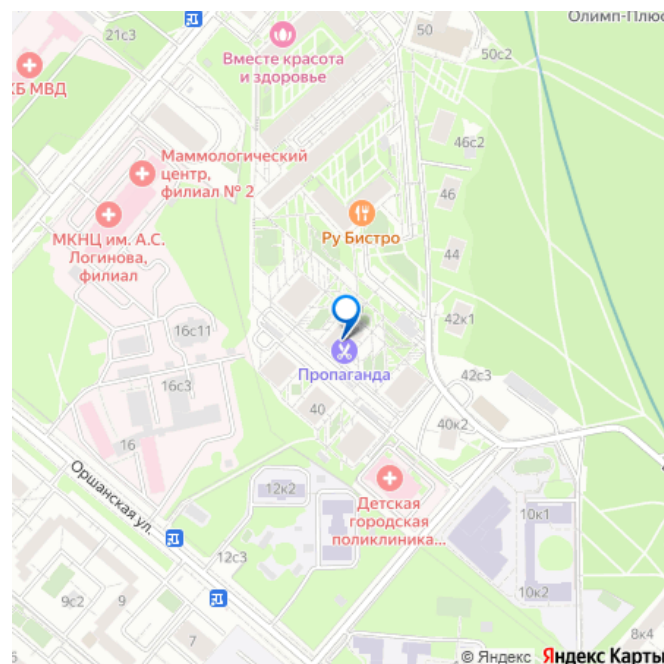 21с3
50
Олимп-Плюс
50с2
Вместе красота
и здоровье
КБ МВД
Маммологический
центр,
филиал № 2
46с2
46
МКНЦ им. А.С.
Логинова,
филиал
Ру Бистро
44
42к1
16с11
16с3
Пропаганда
42с3
40
40к2
16
Оршанская ул.
12к2
Детская
городская
поликлиника...
10к1
12с3
10к2
9с2
9
7
8к4
© Яндекс Яндекс Карты